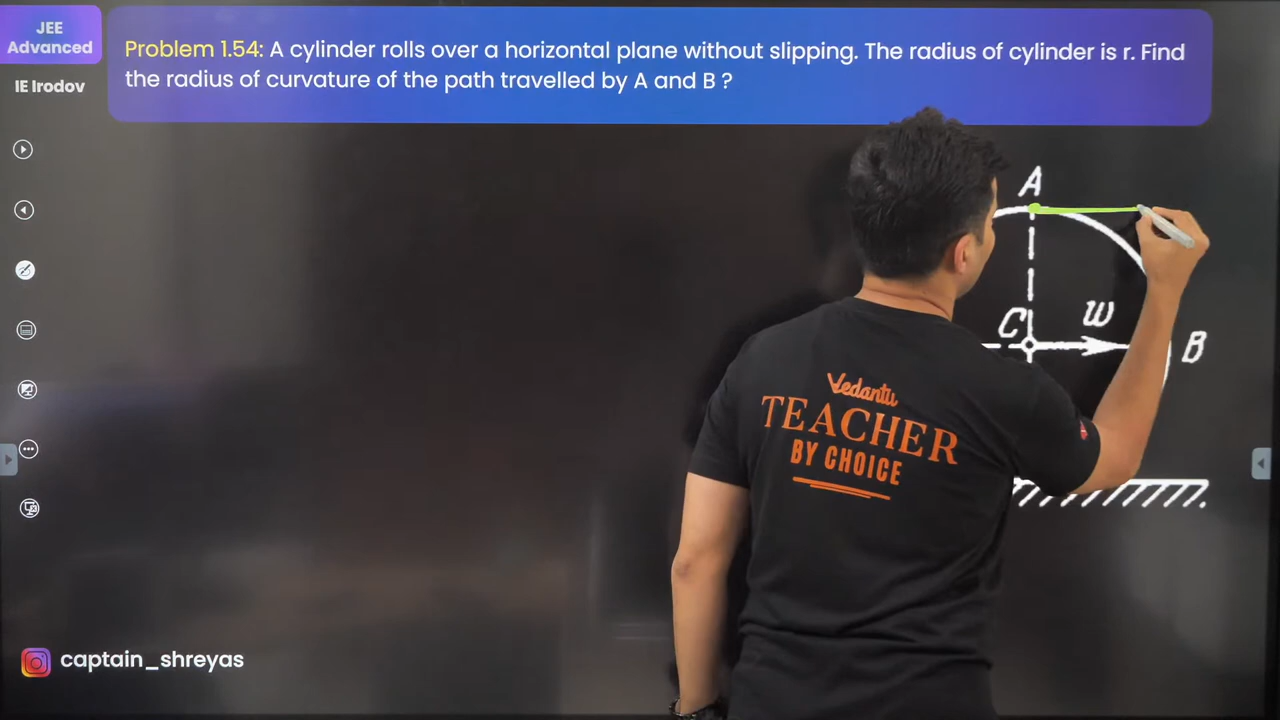 JEE
Advanced
IE Irodov
Problem 1.54: A cylinder rolls over a horizontal plane without slipping. The radius of cylinder is r. Find
the radius of curvature of the path travelled by A and B ?
A
C
w
B
Vedantu
TEACHER
BY CHOICE
captain_shreyas